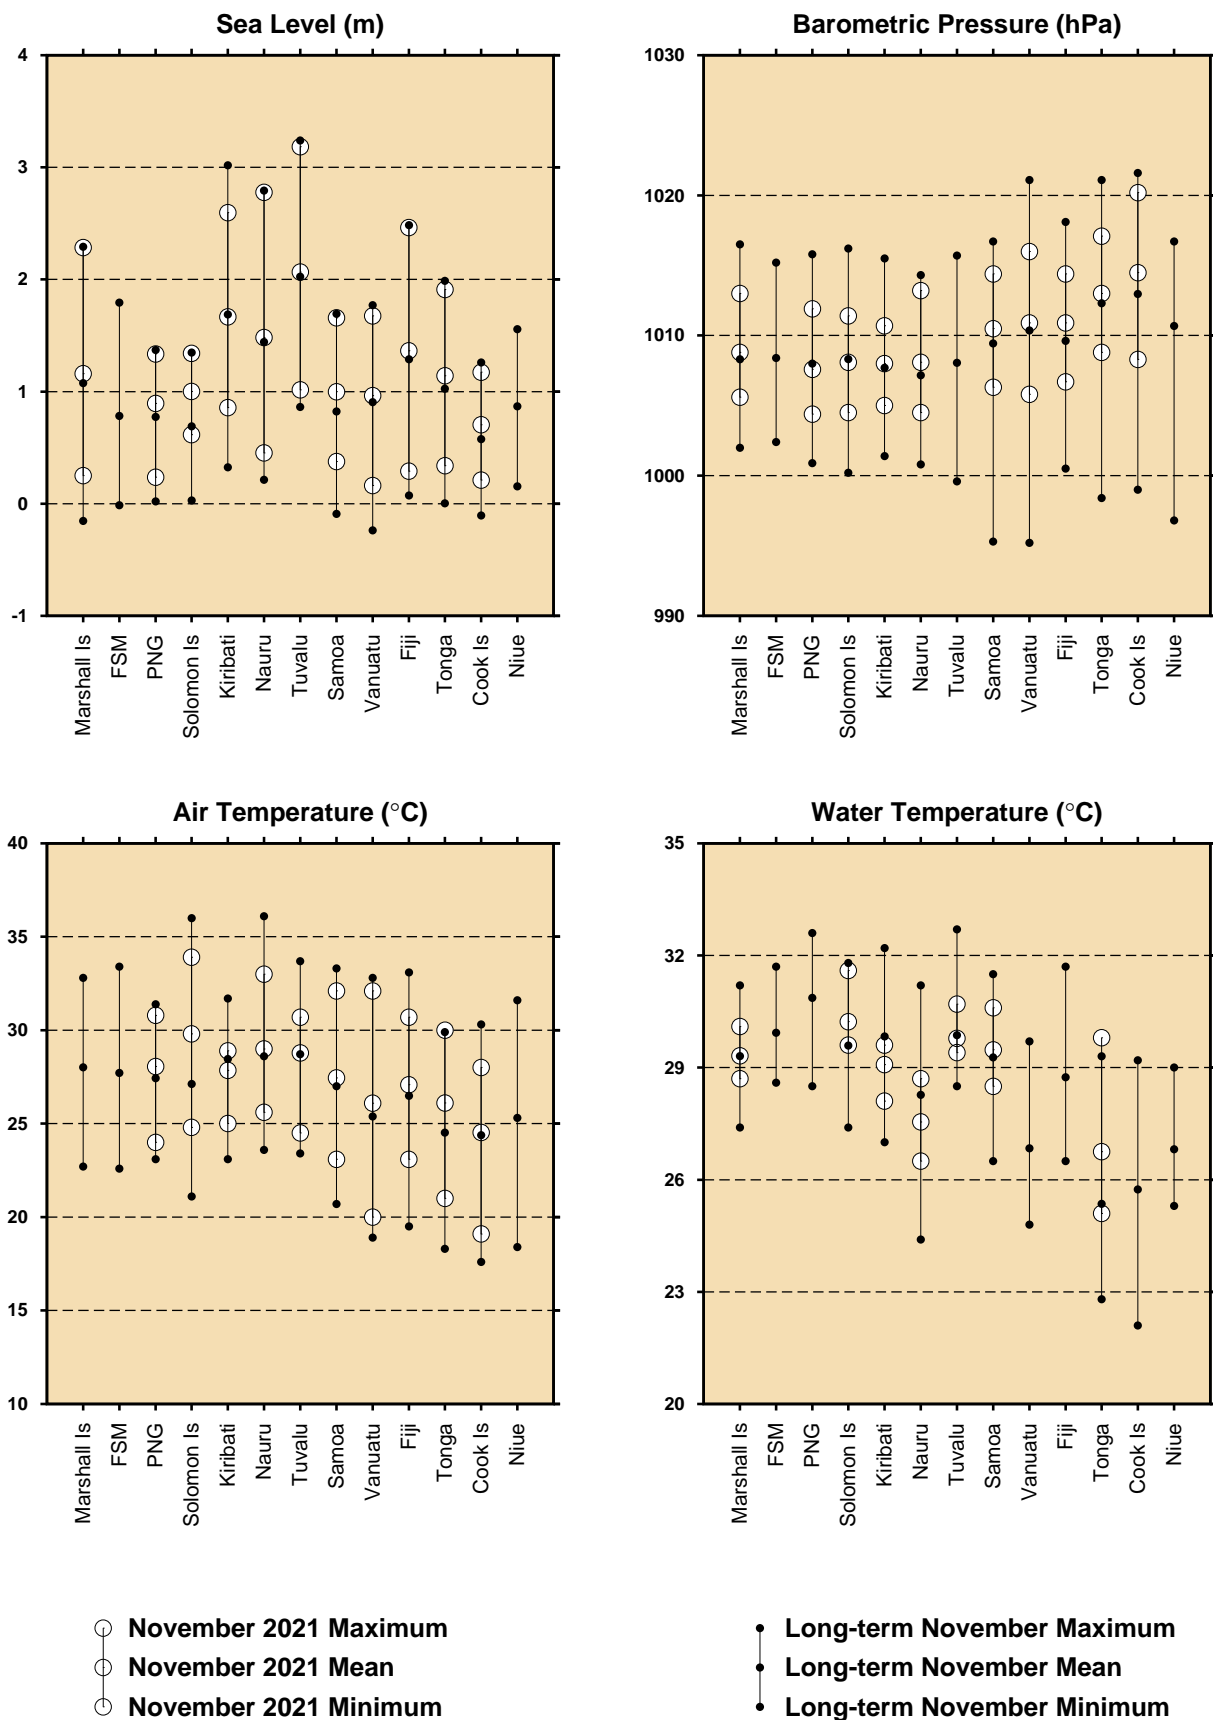 Sea Level (m)
4
3
2
1
0
-1
Marshall Is
FSM
PNG
Solomon Is
Kiribati
Nauru
Tuvalu
Samoa
Vanuatu
Fiji
Tonga
Cook Is
Niue
Barometric Pressure (hPa)
1030
1020
1010
1000
990
Marshall Is
FSM
PNG
Solomon Is
Kiribati
Nauru
Tuvalu
Samoa
Vanuatu
Fiji
Tonga
Cook Is
Niue
Air Temperature (°C)
40
35
30
25
20
15
10
Marshall Is
FSM
PNG
Solomon Is
Kiribati
Nauru
Tuvalu
Samoa
Vanuatu
Fiji
Tonga
Cook Is
Niue
Water Temperature (°C)
35
32
29
26
23
20
Marshall Is
FSM
PNG
Solomon Is
Kiribati
Nauru
Tuvalu
Samoa
Vanuatu
Fiji
Tonga
Cook Is
Niue
November 2021 Maximum
November 2021 Mean
November 2021 Minimum
Long-term November Maximum
Long-term November Mean
Long-term November Minimum